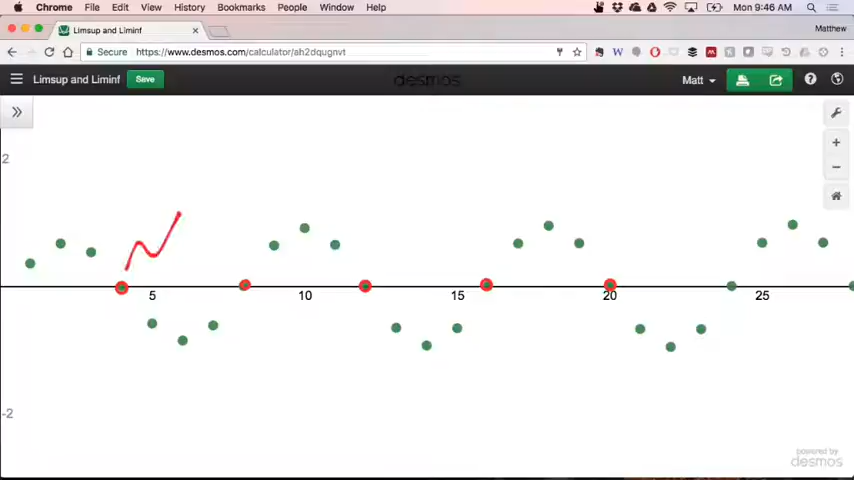 Chrome File Edit View History Bookmarks People Window Help Mon 9:46 AM
Limsup and Liminf Matthew
Secure https://www.desmos.com/calculator/ah2dqugnvt
Limsup and Liminf Save desmos Matt
2
5 10 15 20 25
-2
powered by
desmos